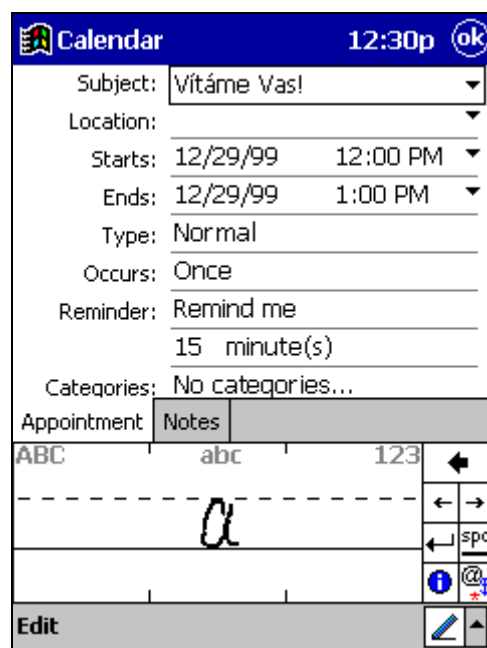 Calendar 12:30p ok
Subject: Vítáme Vas!
Location:
Starts: 12/29/99 12:00 PM
Ends: 12/29/99 1:00 PM
Type: Normal
Occurs: Once
Reminder: Remind me
15 minute(s)
Categories: No categories...
Appointment Notes
ABC abc 123
a
spc
@ *
Edit